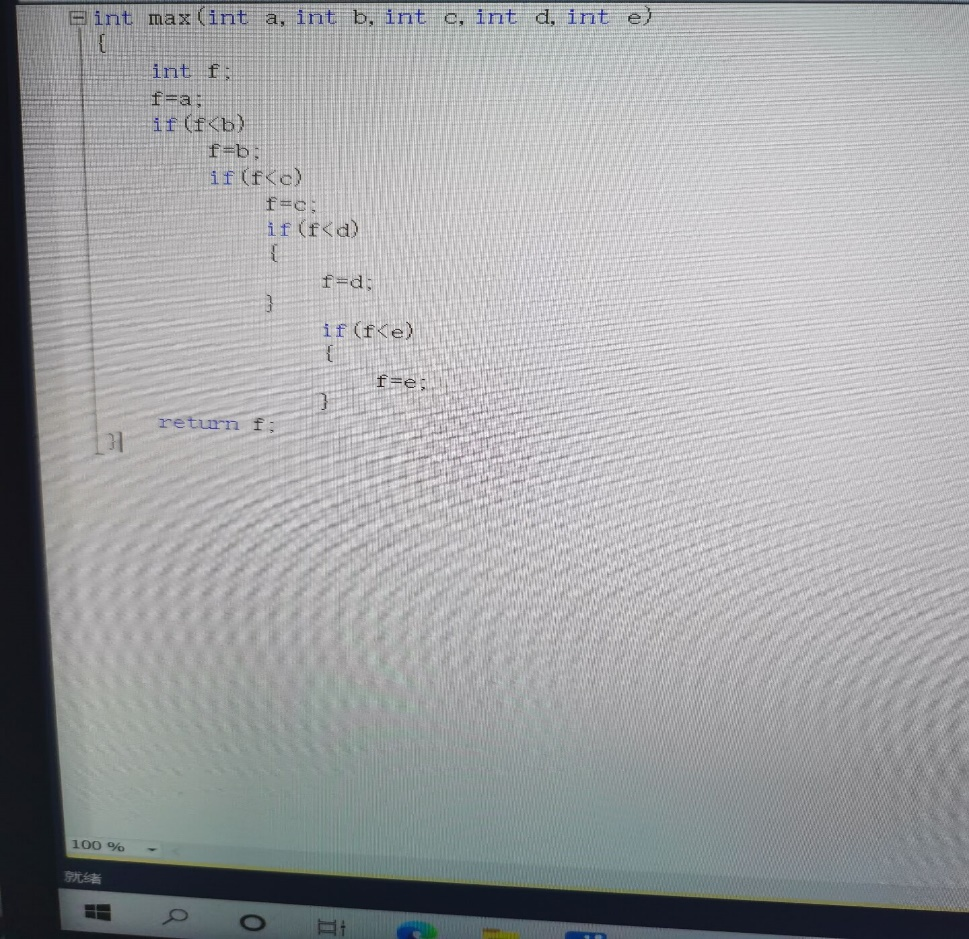 int max(int a, int b, int c, int d, int e)
{
int f;
f=a;
if(f<b)
f=b;
if(f<c)
f=c;
if(f<d)
{
f=d;
}
if(f<e)
{
f=e;
}
return f;
}
100 %
就绪